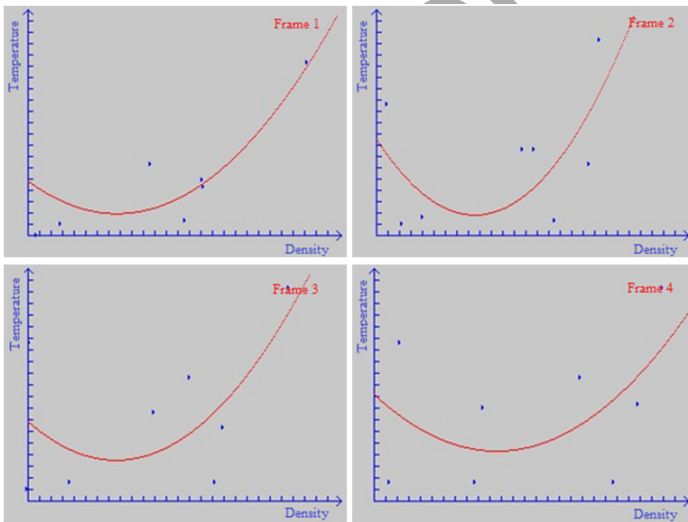 Frame 1
Temperature
Density
Frame 2
Temperature
Density
Frame 3
Temperature
Density
Frame 4
Temperature
Density